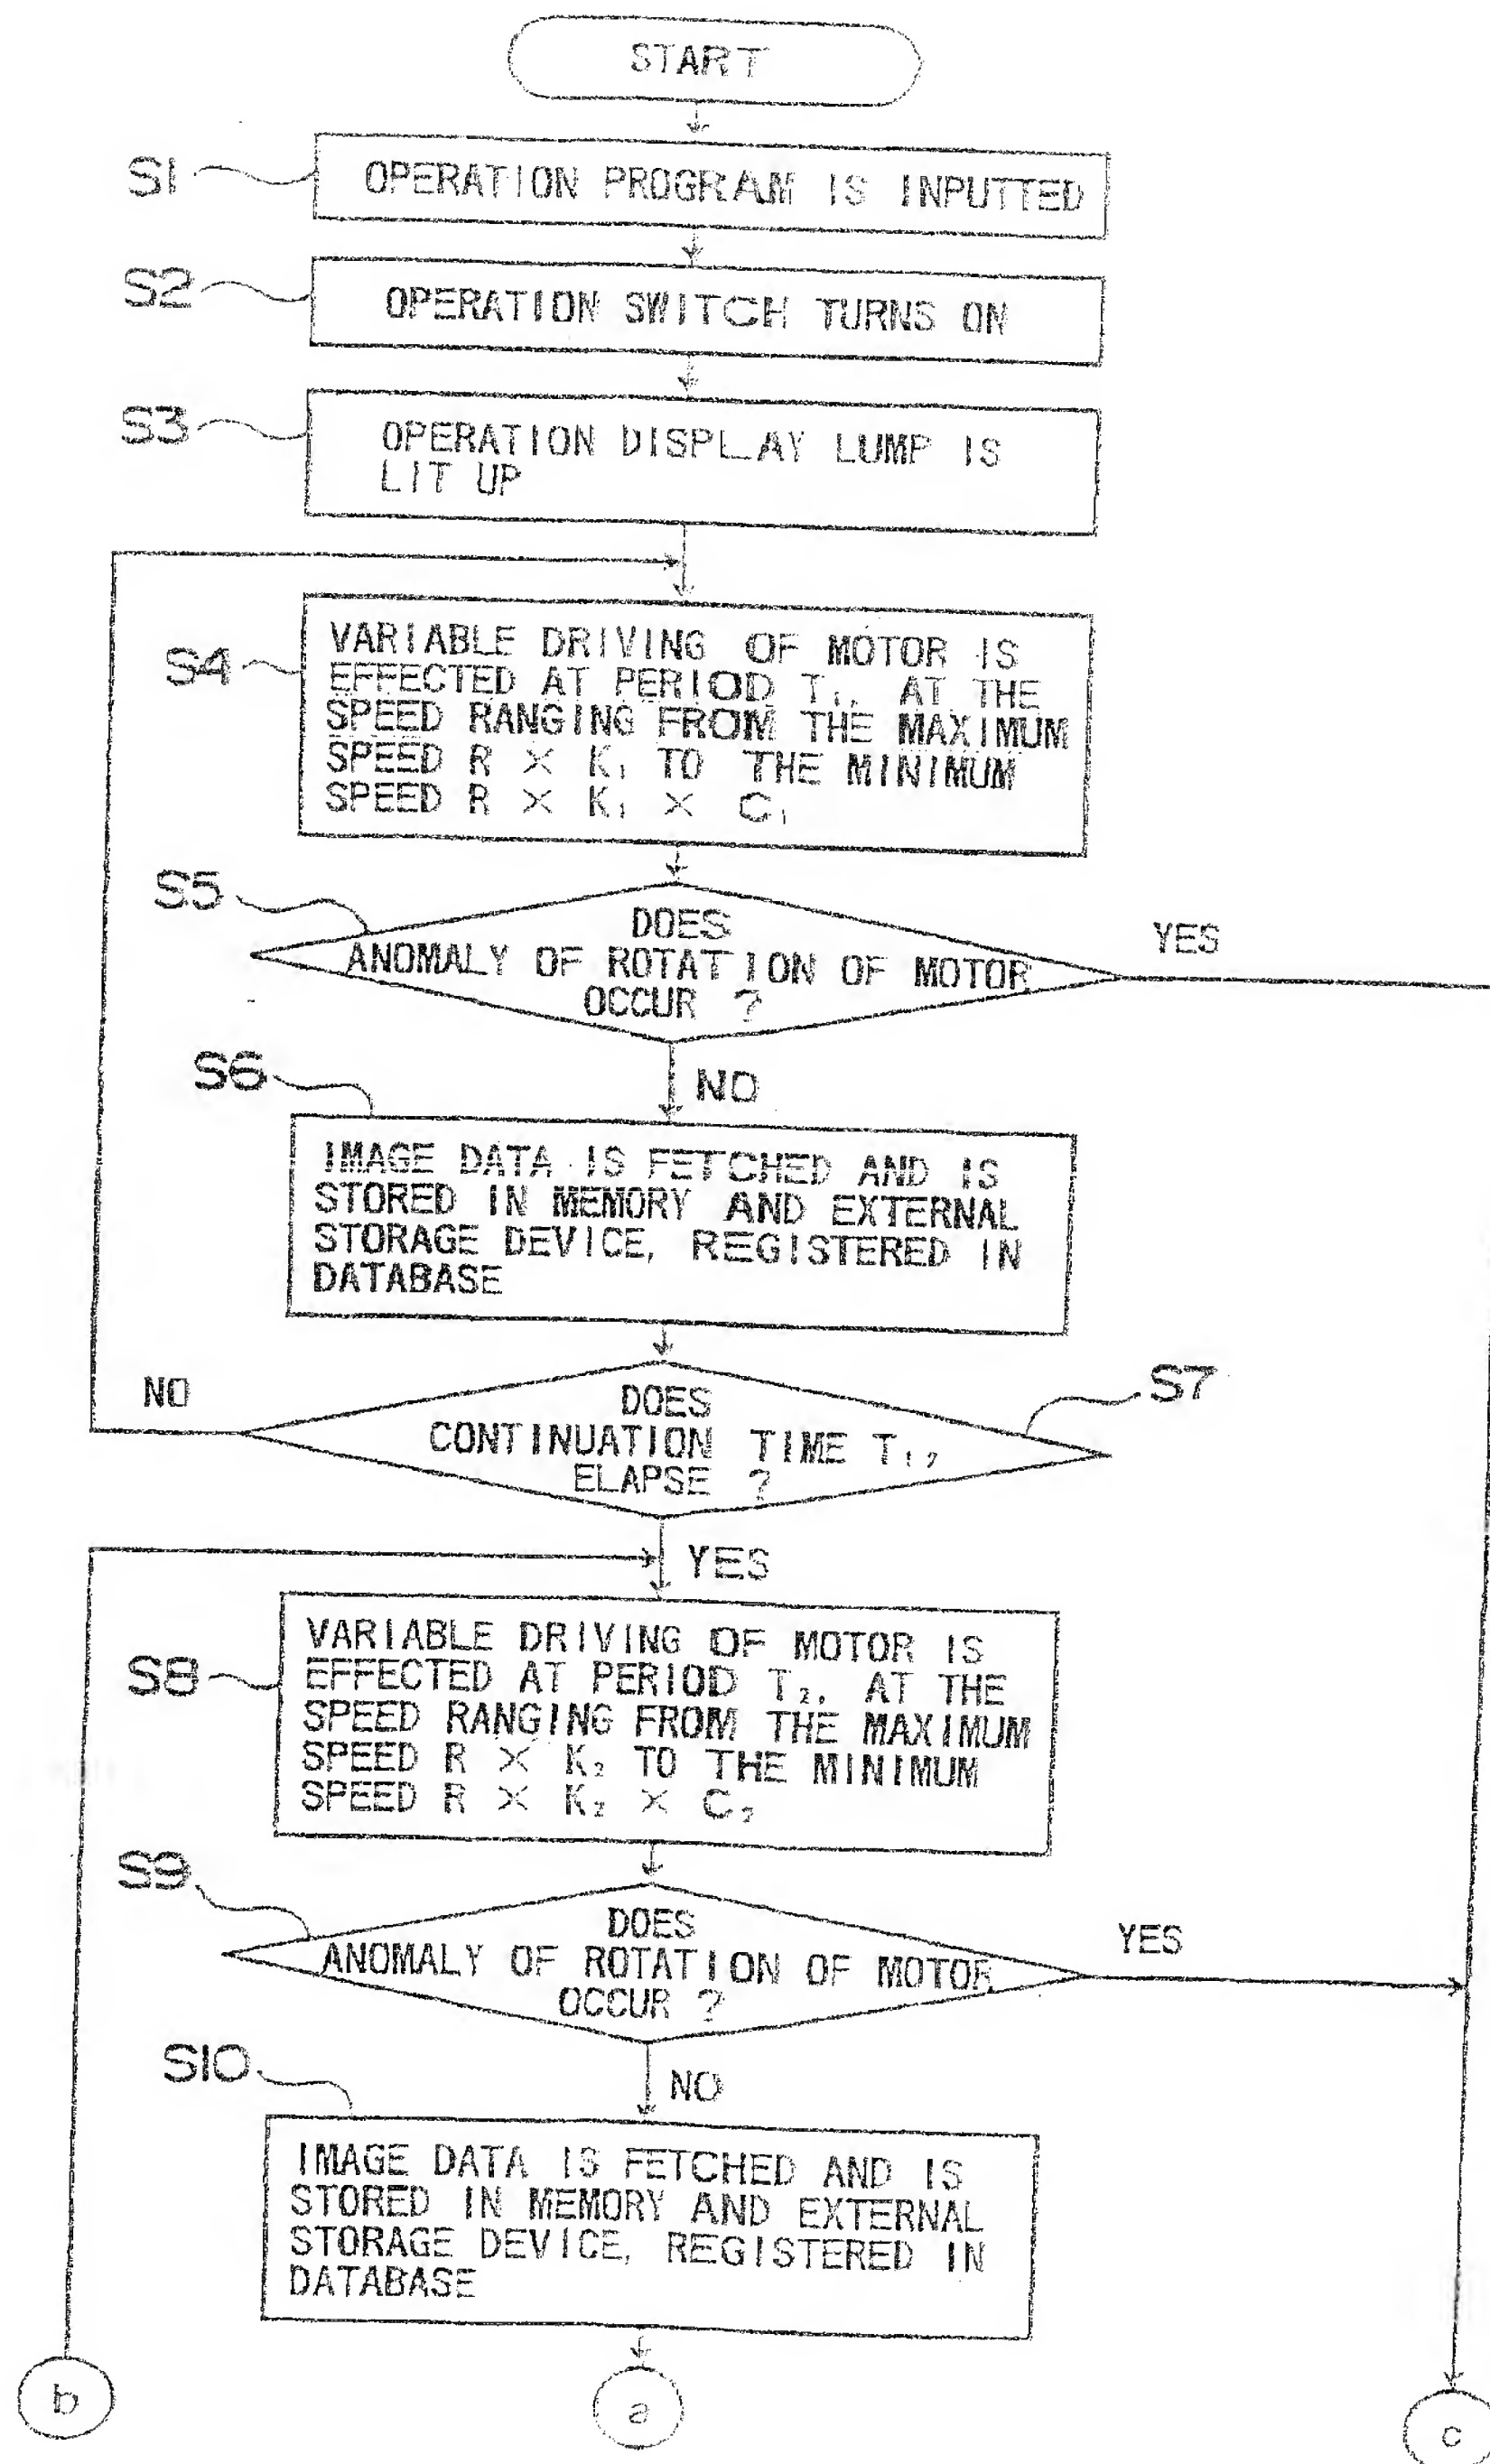 START
S1
OPERATION PROGRAM IS INPUTTED
S2
OPERATION SWITCH TURNS ON
S3
OPERATION DISPLAY LUMP IS
LIT UP
S4
VARIABLE DRIVING OF MOTOR IS
EFFECTED AT PERIOD T₁, AT THE
SPEED RANGING FROM THE MAXIMUM
SPEED R × K₁ TO THE MINIMUM
SPEED R × K₁ × C₁
S5
DOES
ANOMALY OF ROTATION OF MOTOR
OCCUR ?
YES
NO
S6
IMAGE DATA IS FETCHED AND IS
STORED IN MEMORY AND EXTERNAL
STORAGE DEVICE, REGISTERED IN
DATABASE
S7
DOES
CONTINUATION TIME T₁₂
ELAPSE ?
NO
YES
S8
VARIABLE DRIVING OF MOTOR IS
EFFECTED AT PERIOD T₂, AT THE
SPEED RANGING FROM THE MAXIMUM
SPEED R × K₂ TO THE MINIMUM
SPEED R × K₂ × C₂
S9
DOES
ANOMALY OF ROTATION OF MOTOR
OCCUR ?
YES
NO
S10
IMAGE DATA IS FETCHED AND IS
STORED IN MEMORY AND EXTERNAL
STORAGE DEVICE, REGISTERED IN
DATABASE
b
a
c